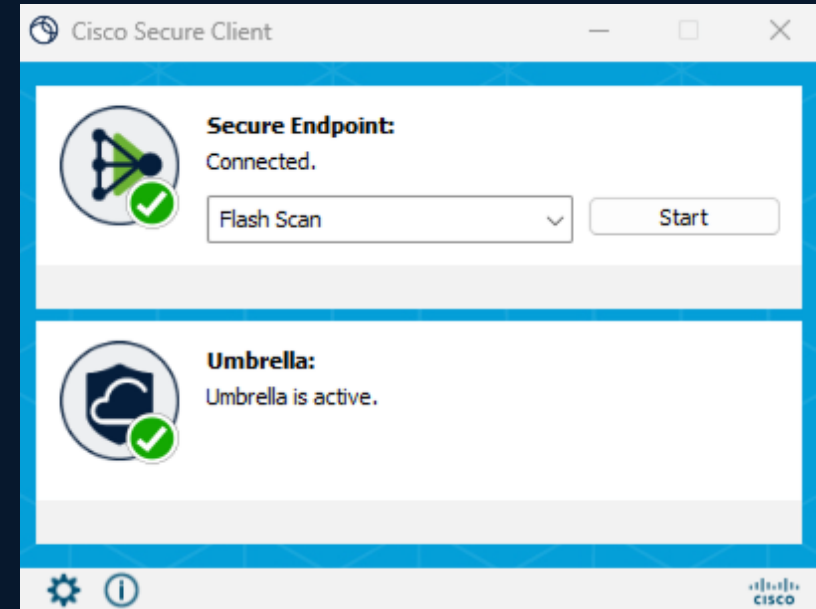 Cisco Secure Client
Secure Endpoint:
Connected.
Flash Scan
Start
Umbrella:
Umbrella is active.
CISCO